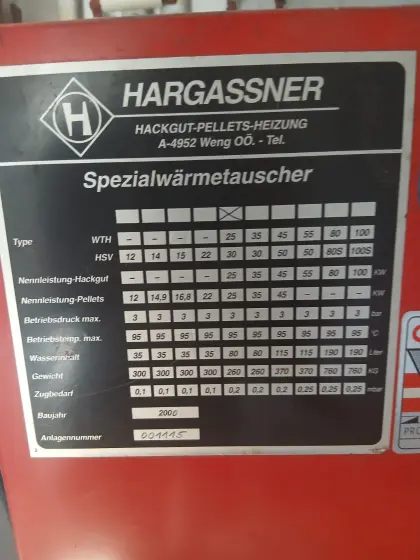 H
HARGASSNER
HACKGUT-PELLETS-HEIZUNG
A-4952 Weng OÖ. - Tel.
Spezialwärmetauscher
Type WTH – – – – 25 35 45 55 80 100
HSV 12 14 15 22 30 30 50 50 80S 100S
Nennleistung-Hackgut – – – – 25 35 45 55 80 100 KW
Nennleistung-Pellets 12 14,9 16,8 22 25 35 45 – – – KW
Betriebsdruck max. 3 3 3 3 3 3 3 3 3 3 bar
Betriebstemp. max. 95 95 95 95 95 95 95 95 95 95 °C
Wasserinhalt 35 35 35 35 80 80 115 115 190 190 Liter
Gewicht 300 300 300 300 260 260 370 370 760 760 KG
Zugbedarf 0,1 0,1 0,1 0,1 0,2 0,2 0,2 0,25 0,25 0,25 mbar
Baujahr 2000
Anlagennummer 001115
PRO